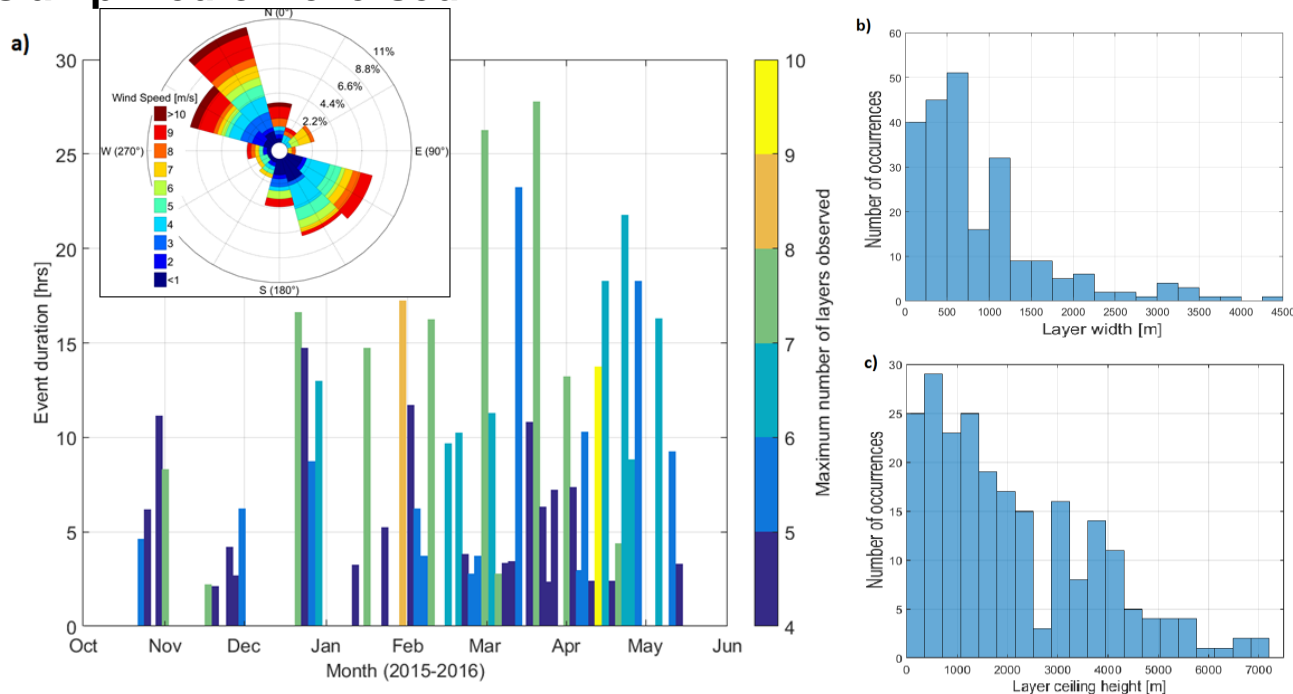 a)
N (0°)
11%
8.8%
6.6%
4.4%
2.2%
Wind Speed [m/s]
>10
9
8
7
6
5
4
3
2
<1
W (270°)
E (90°)
S (180°)
30
25
20
15
10
5
0
Event duration [hrs]
Oct Nov Dec Jan Feb Mar Apr May Jun
Month (2015-2016)
10
9
8
7
6
5
4
Maximum number of layers observed
b)
60
50
40
30
20
10
0
Number of occurrences
0 500 1000 1500 2000 2500 3000 3500 4000 4500
Layer width [m]
c)
30
25
20
15
10
5
0
Number of occurrences
0 1000 2000 3000 4000 5000 6000 7000
Layer ceiling height [m]